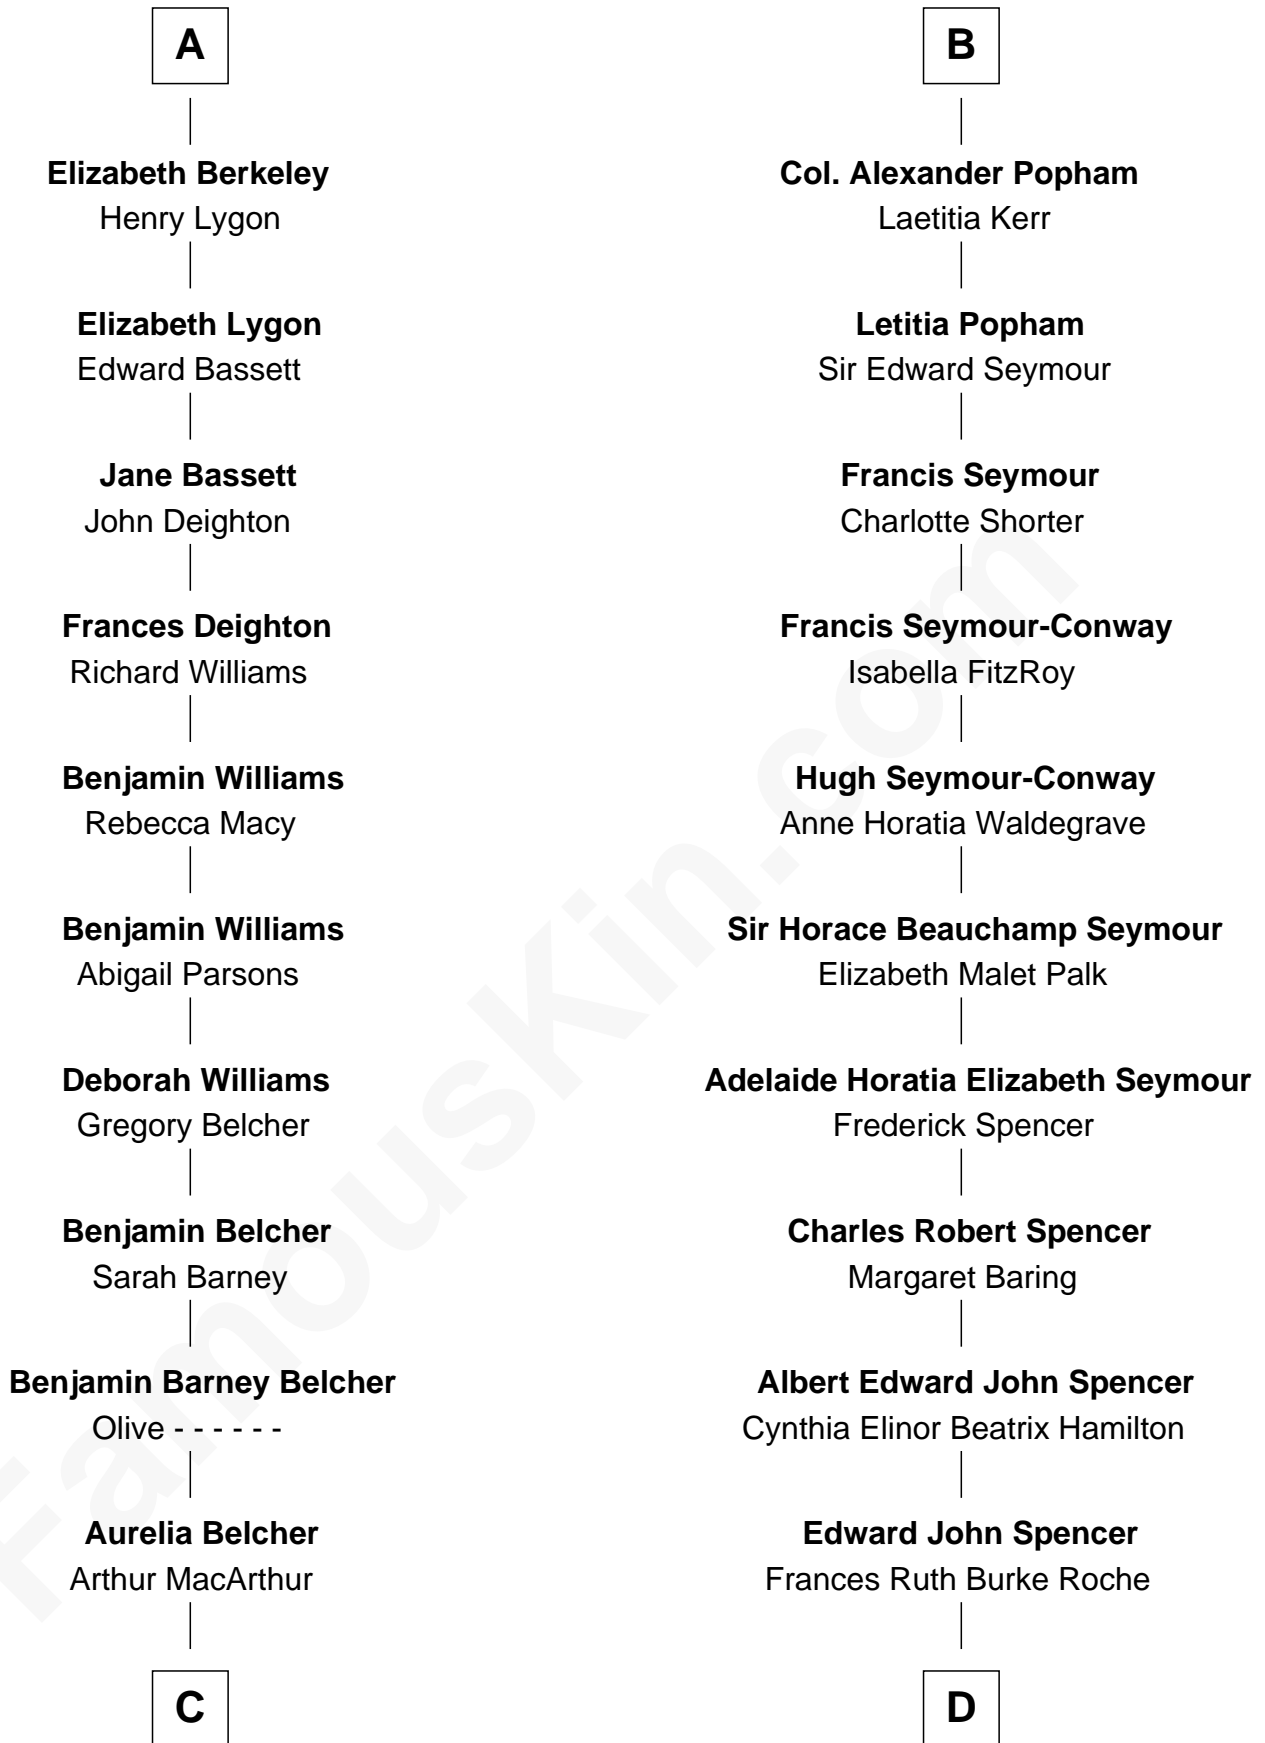 A
Elizabeth Berkeley
Henry Lygon
Elizabeth Lygon
Edward Bassett
Jane Bassett
John Deighton
Frances Deighton
Richard Williams
Benjamin Williams
Rebecca Macy
Benjamin Williams
Abigail Parsons
Deborah Williams
Gregory Belcher
Benjamin Belcher
Sarah Barney
Benjamin Barney Belcher
Olive - - - - - -
Aurelia Belcher
Arthur MacArthur
C
B
Col. Alexander Popham
Laetitia Kerr
Letitia Popham
Sir Edward Seymour
Francis Seymour
Charlotte Shorter
Francis Seymour-Conway
Isabella FitzRoy
Hugh Seymour-Conway
Anne Horatia Waldegrave
Sir Horace Beauchamp Seymour
Elizabeth Malet Palk
Adelaide Horatia Elizabeth Seymour
Frederick Spencer
Charles Robert Spencer
Margaret Baring
Albert Edward John Spencer
Cynthia Elinor Beatrix Hamilton
Edward John Spencer
Frances Ruth Burke Roche
D
FamousKin.com